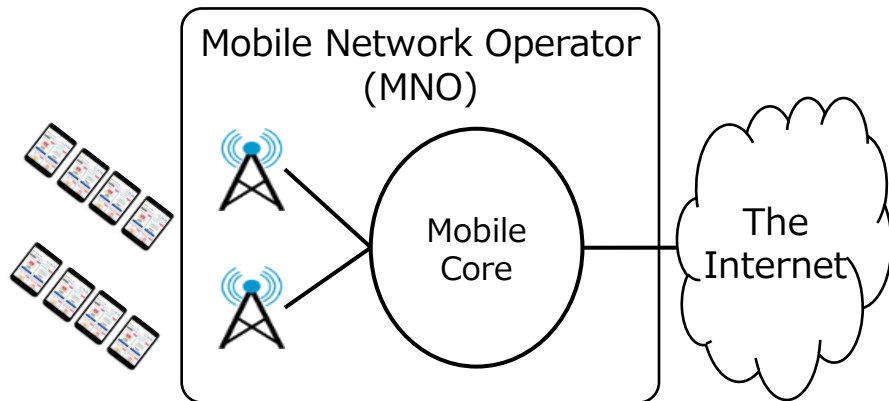 Mobile Network Operator
(MNO)
Mobile
Core
The
Internet